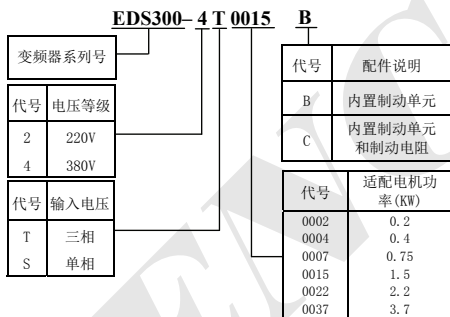 EDS300-4T0015 B
变频器系列号
代号 电压等级
2 220V
4 380V
代号 输入电压
T 三相
S 单相
代号 配件说明
B 内置制动单元
C 内置制动单元
和制动电阻
代号 适配电机功
率(KW)
0002 0.2
0004 0.4
0007 0.75
0015 1.5
0022 2.2
0037 3.7